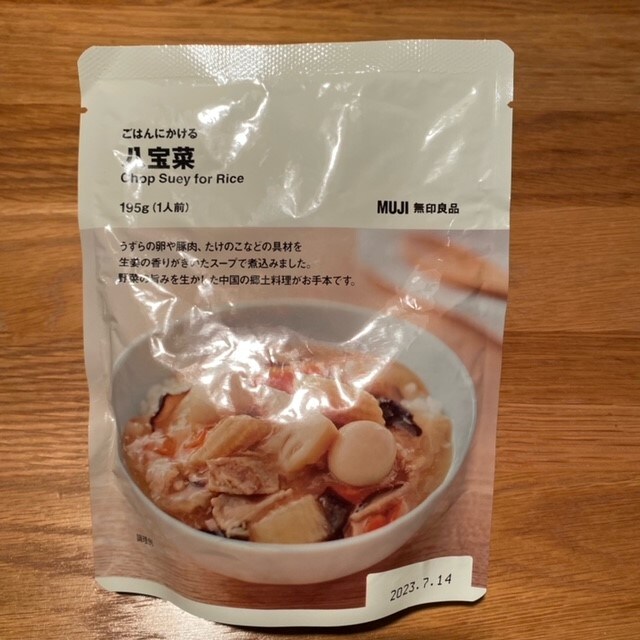 ごはんにかける
八宝菜
Chop Suey for Rice
195g（1人前）
MUJI 無印良品
うずらの卵や豚肉、たけのこなどの具材を
生姜の香りがきいたスープで煮込みました。
野菜の旨みを生かした中国の郷土料理がお手本です。
調理例
2023.7.14